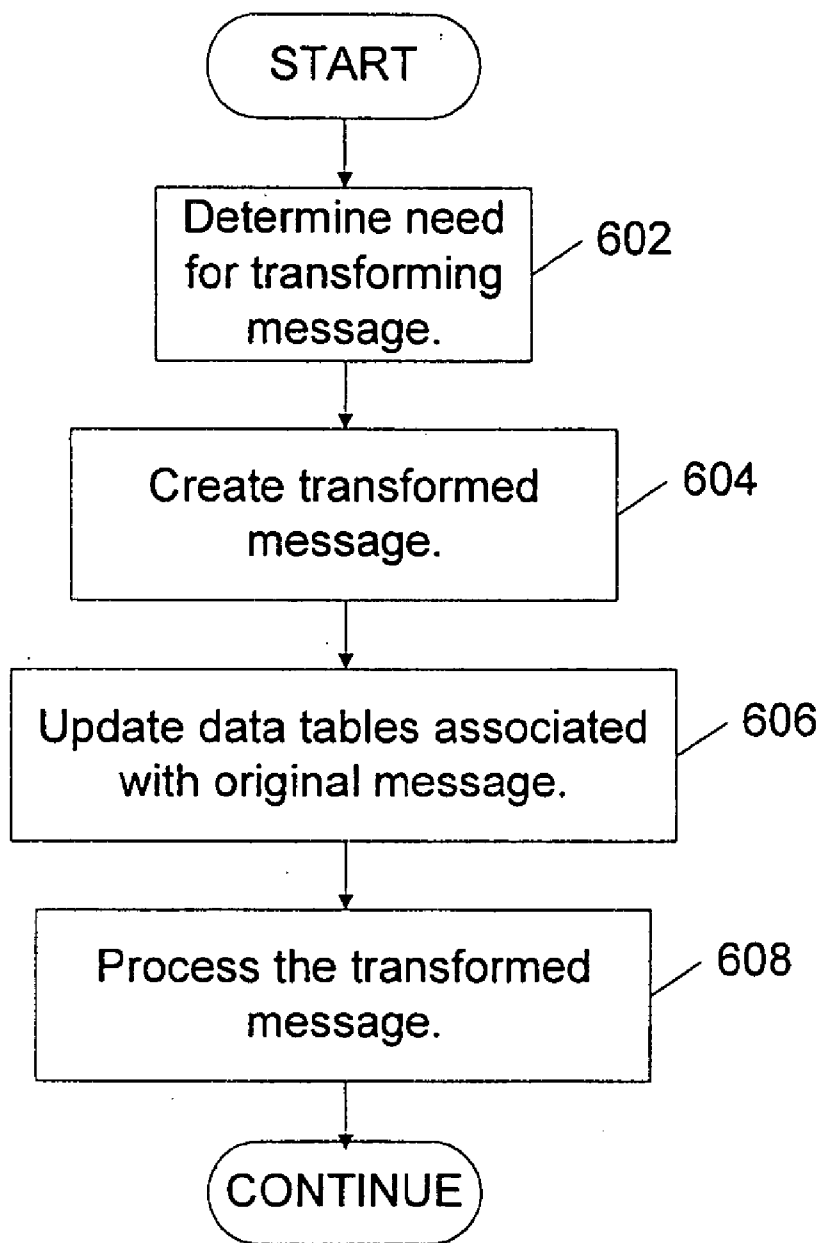 START
Determine need
for transforming
message.
602
Create transformed
message.
604
Update data tables associated
with original message.
606
Process the transformed
message.
608
CONTINUE